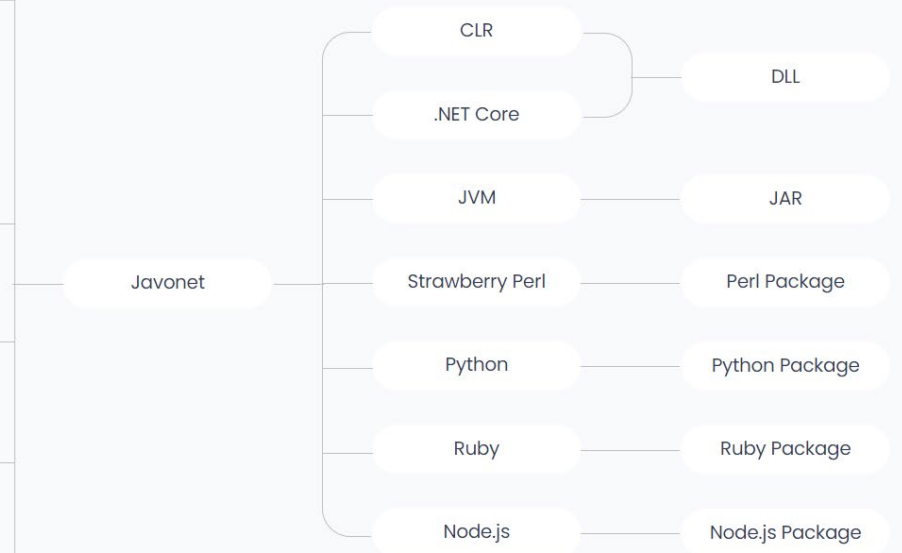 CLR
DLL
.NET Core
JVM
JAR
Javonet
Strawberry Perl
Perl Package
Python
Python Package
Ruby
Ruby Package
Node.js
Node.js Package